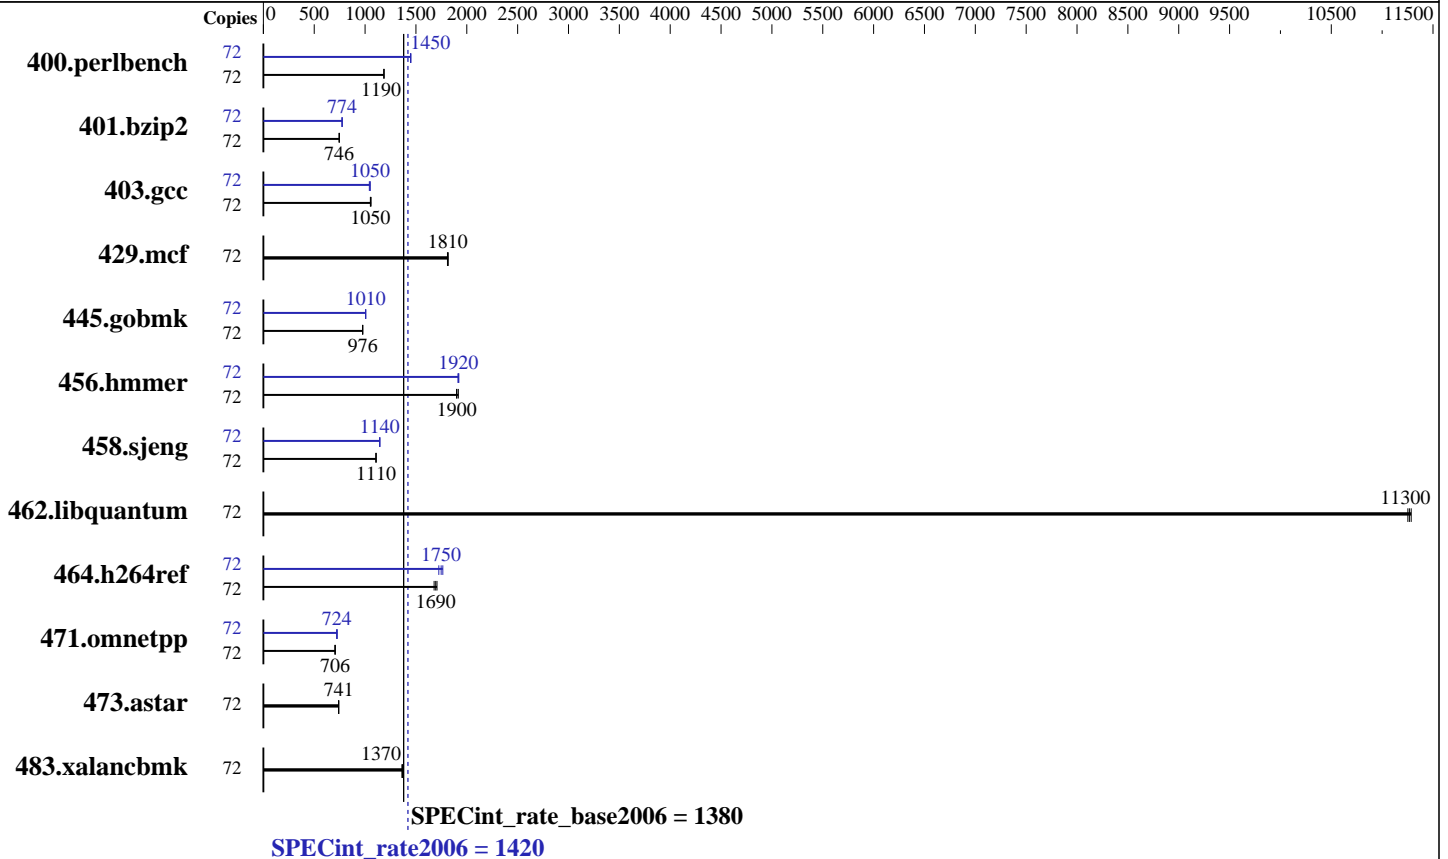 Copies 0 500 1000 1500 2000 2500 3000 3500 4000 4500 5000 5500 6000 6500 7000 7500 8000 8500 9000 9500 10500 11500
400.perlbench 72 1450
72 1190
401.bzip2 72 774
72 746
403.gcc 72 1050
72 1050
429.mcf 72 1810
445.gobmk 72 1010
72 976
456.hmmer 72 1920
72 1900
458.sjeng 72 1140
72 1110
462.libquantum 72 11300
464.h264ref 72 1750
72 1690
471.omnetpp 72 724
72 706
473.astar 72 741
483.xalancbmk 72 1370
SPECint_rate_base2006 = 1380
SPECint_rate2006 = 1420